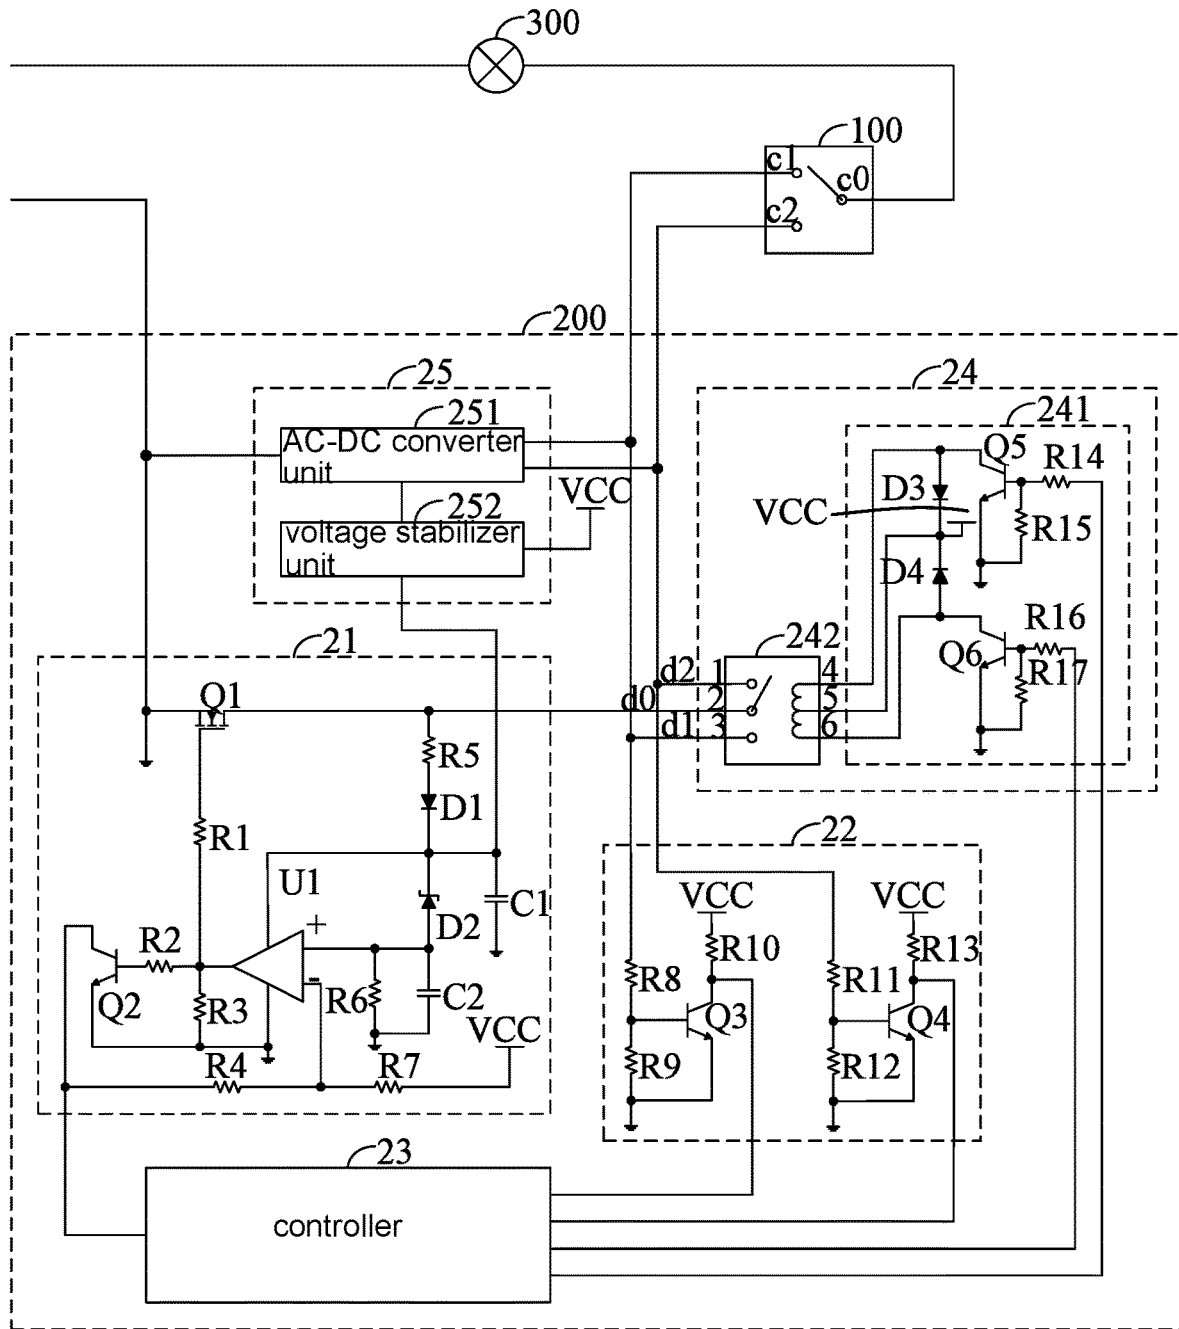 300
100
c1
c0
c2
200
25
24
251
241
AC-DC converter
unit
Q5
R14
D3
VCC
252
VCC
voltage stabilizer
unit
R15
D4
R16
21
242
Q6
R17
Q1
d2
1
4
d0
2
5
d1
3
6
R5
D1
R1
22
U1
VCC
VCC
C1
+
D2
R2
R10
R13
-
R8
R11
Q2
R3
R6
C2
Q3
Q4
VCC
R4
R7
R9
R12
23
controller